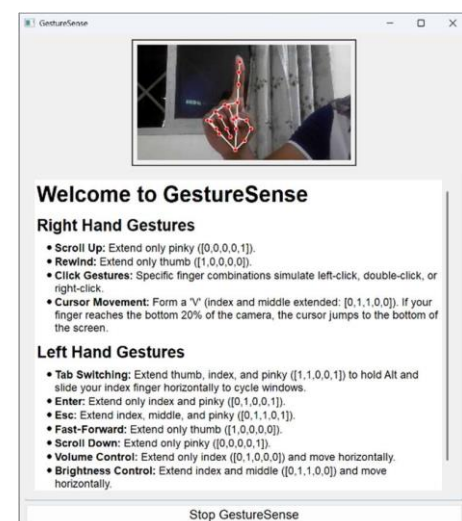 GestureSense
Welcome to GestureSense
Right Hand Gestures
• Scroll Up: Extend only pinky ([0,0,0,0,1]).
• Rewind: Extend only thumb ([1,0,0,0,0]).
• Click Gestures: Specific finger combinations simulate left-click, double-click, or
right-click.
• Cursor Movement: Form a 'V' (index and middle extended: [0,1,1,0,0]). If your
finger reaches the bottom 20% of the camera, the cursor jumps to the bottom of
the screen.
Left Hand Gestures
• Tab Switching: Extend thumb, index, and pinky ([1,1,0,0,1]) to hold Alt and
slide your index finger horizontally to cycle windows.
• Enter: Extend only index and pinky ([0,1,0,0,1]).
• Esc: Extend index, middle, and pinky ([0,1,1,0,1]).
• Fast-Forward: Extend only thumb ([1,0,0,0,0]).
• Scroll Down: Extend only pinky ([0,0,0,0,1]).
• Volume Control: Extend only index ([0,1,0,0,0]) and move horizontally.
• Brightness Control: Extend index and middle ([0,1,1,0,0]) and move
horizontally.
Stop GestureSense